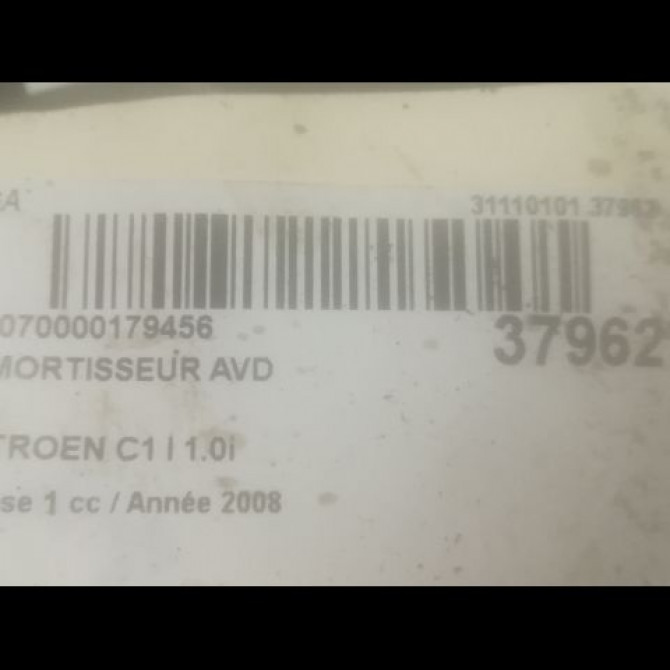 31110101.37962
070000179456
37962
MORTISSEUR AVD
TROEN C1 I 1.0i
se 1 cc / Année 2008